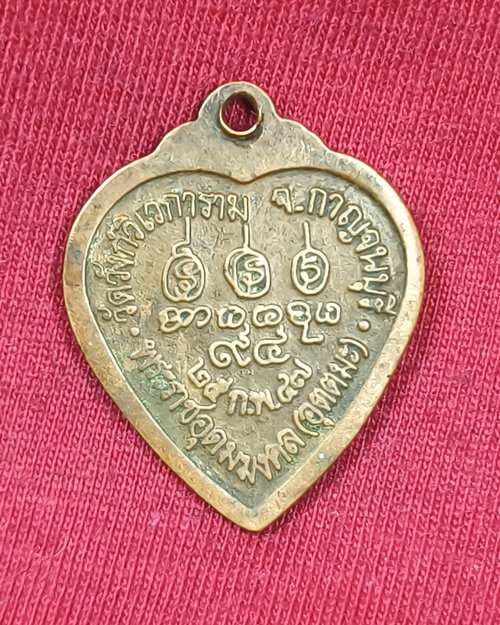 วัดวังก์วิเวการาม จ.กาญจนบุรี
๙๔
๒๕ ก.พ. ๔๗
พระราชอุดมมงคล (อุตตมะ)